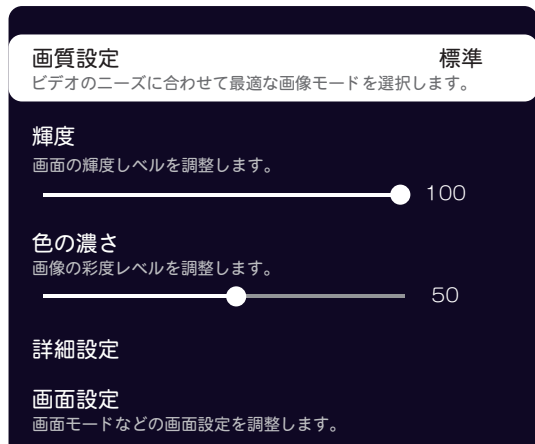 画質設定 標準
ビデオのニーズに合わせて最適な画像モードを選択します。
輝度
画面の輝度レベルを調整します。
100
色の濃さ
画像の彩度レベルを調整します。
50
詳細設定
画面設定
画面モードなどの画面設定を調整します。